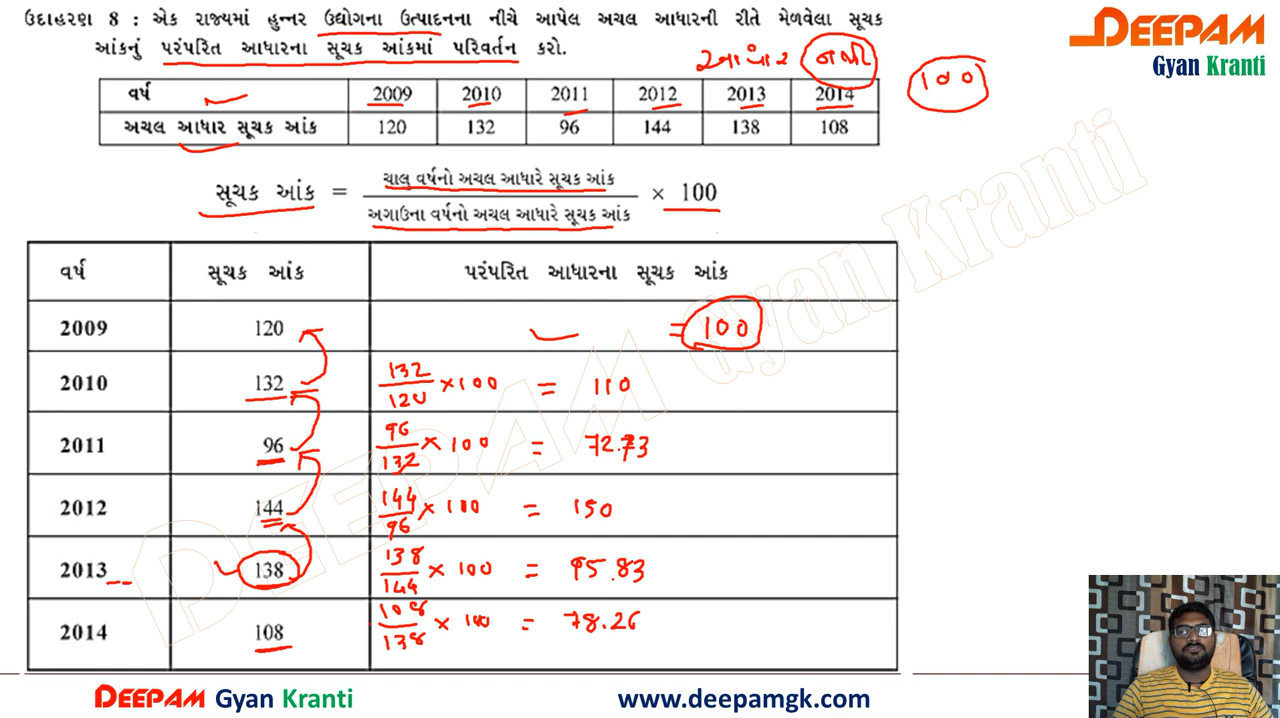 ઉદાહરણ 8 : એક રાજ્યમાં હુન્નર ઉદ્યોગના ઉત્પાદનના નીચે આપેલ અચલ આધારની રીતે મેળવેલા સૂચક
આંકનું પરંપરિત આધારના સૂચક આંકમાં પરિવર્તન કરો.
આધાર નથી
100
DEEPAM
Gyan Kranti
વર્ષ 2009 2010 2011 2012 2013 2014
અચલ આધાર સૂચક આંક 120 132 96 144 138 108
સૂચક આંક = ચાલુ વર્ષનો અચલ આધારે સૂચક આંક
અગાઉના વર્ષનો અચલ આધારે સૂચક આંક × 100
વર્ષ સૂચક આંક પરંપરિત આધારના સૂચક આંક
2009 120 = 100
2010 132 132/120 × 100 = 110
2011 96 96/132 × 100 = 72.73
2012 144 144/96 × 100 = 150
2013 138 138/144 × 100 = 95.83
2014 108 108/138 × 100 = 78.26
DEEPAM Gyan Kranti
DEEPAM Gyan Kranti www.deepamgk.com